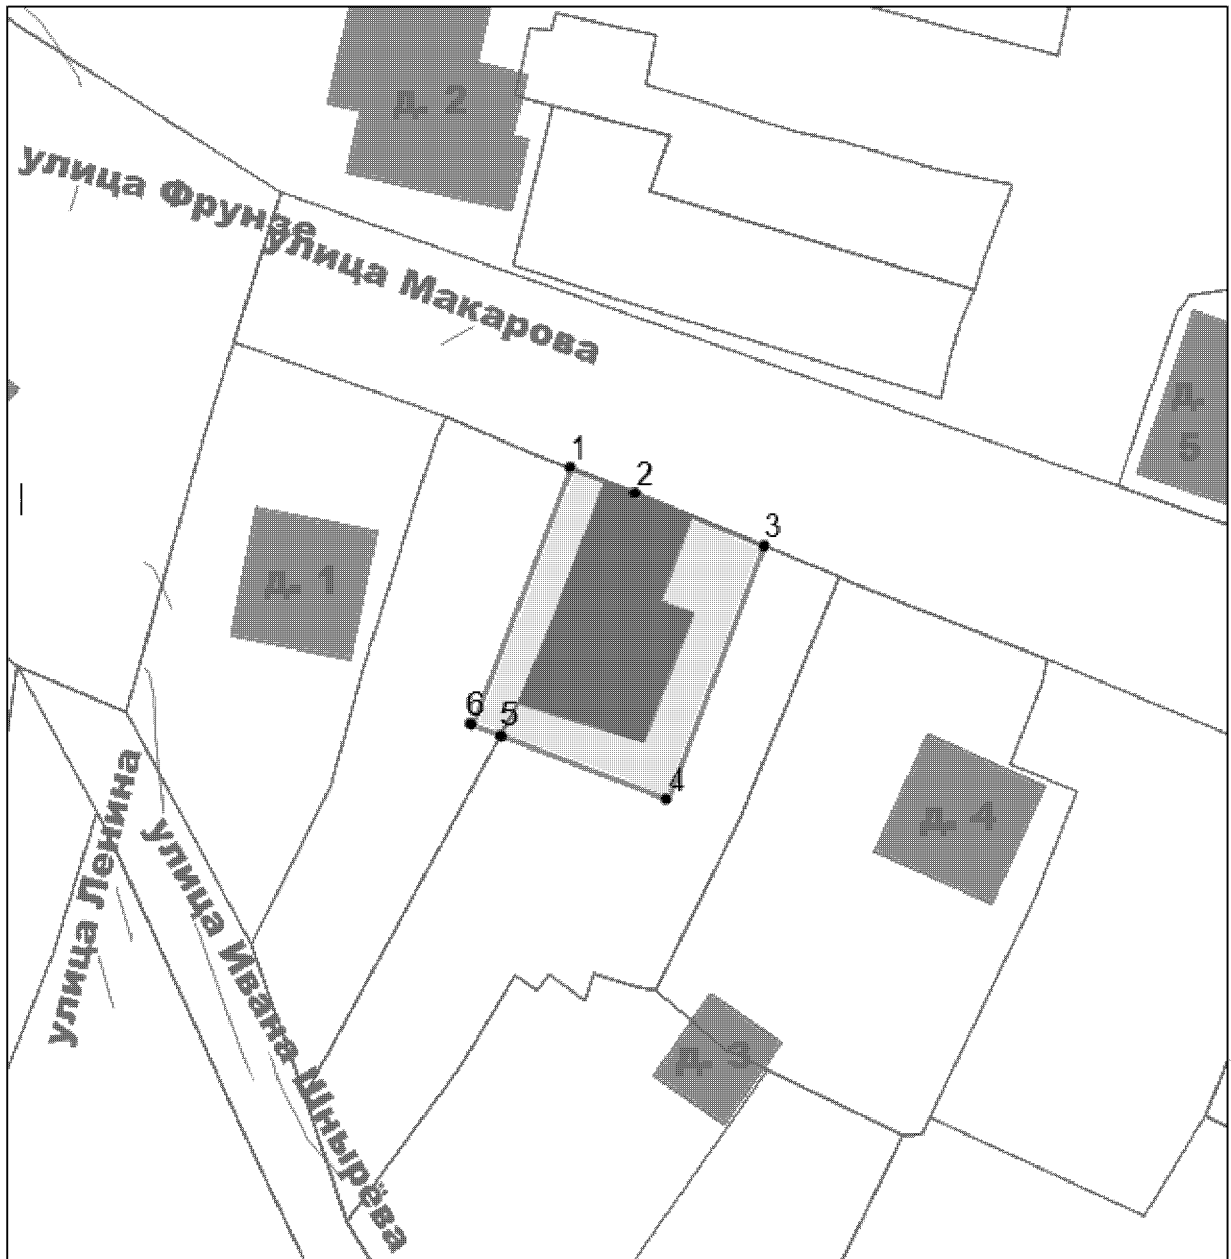 д. 2
улица Фрунзе
улица Макарова
д.
5
1
2
3
д. 1
6
5
4
д. 4
улица Ленина
улица Ивана Шнырёва
д. 3